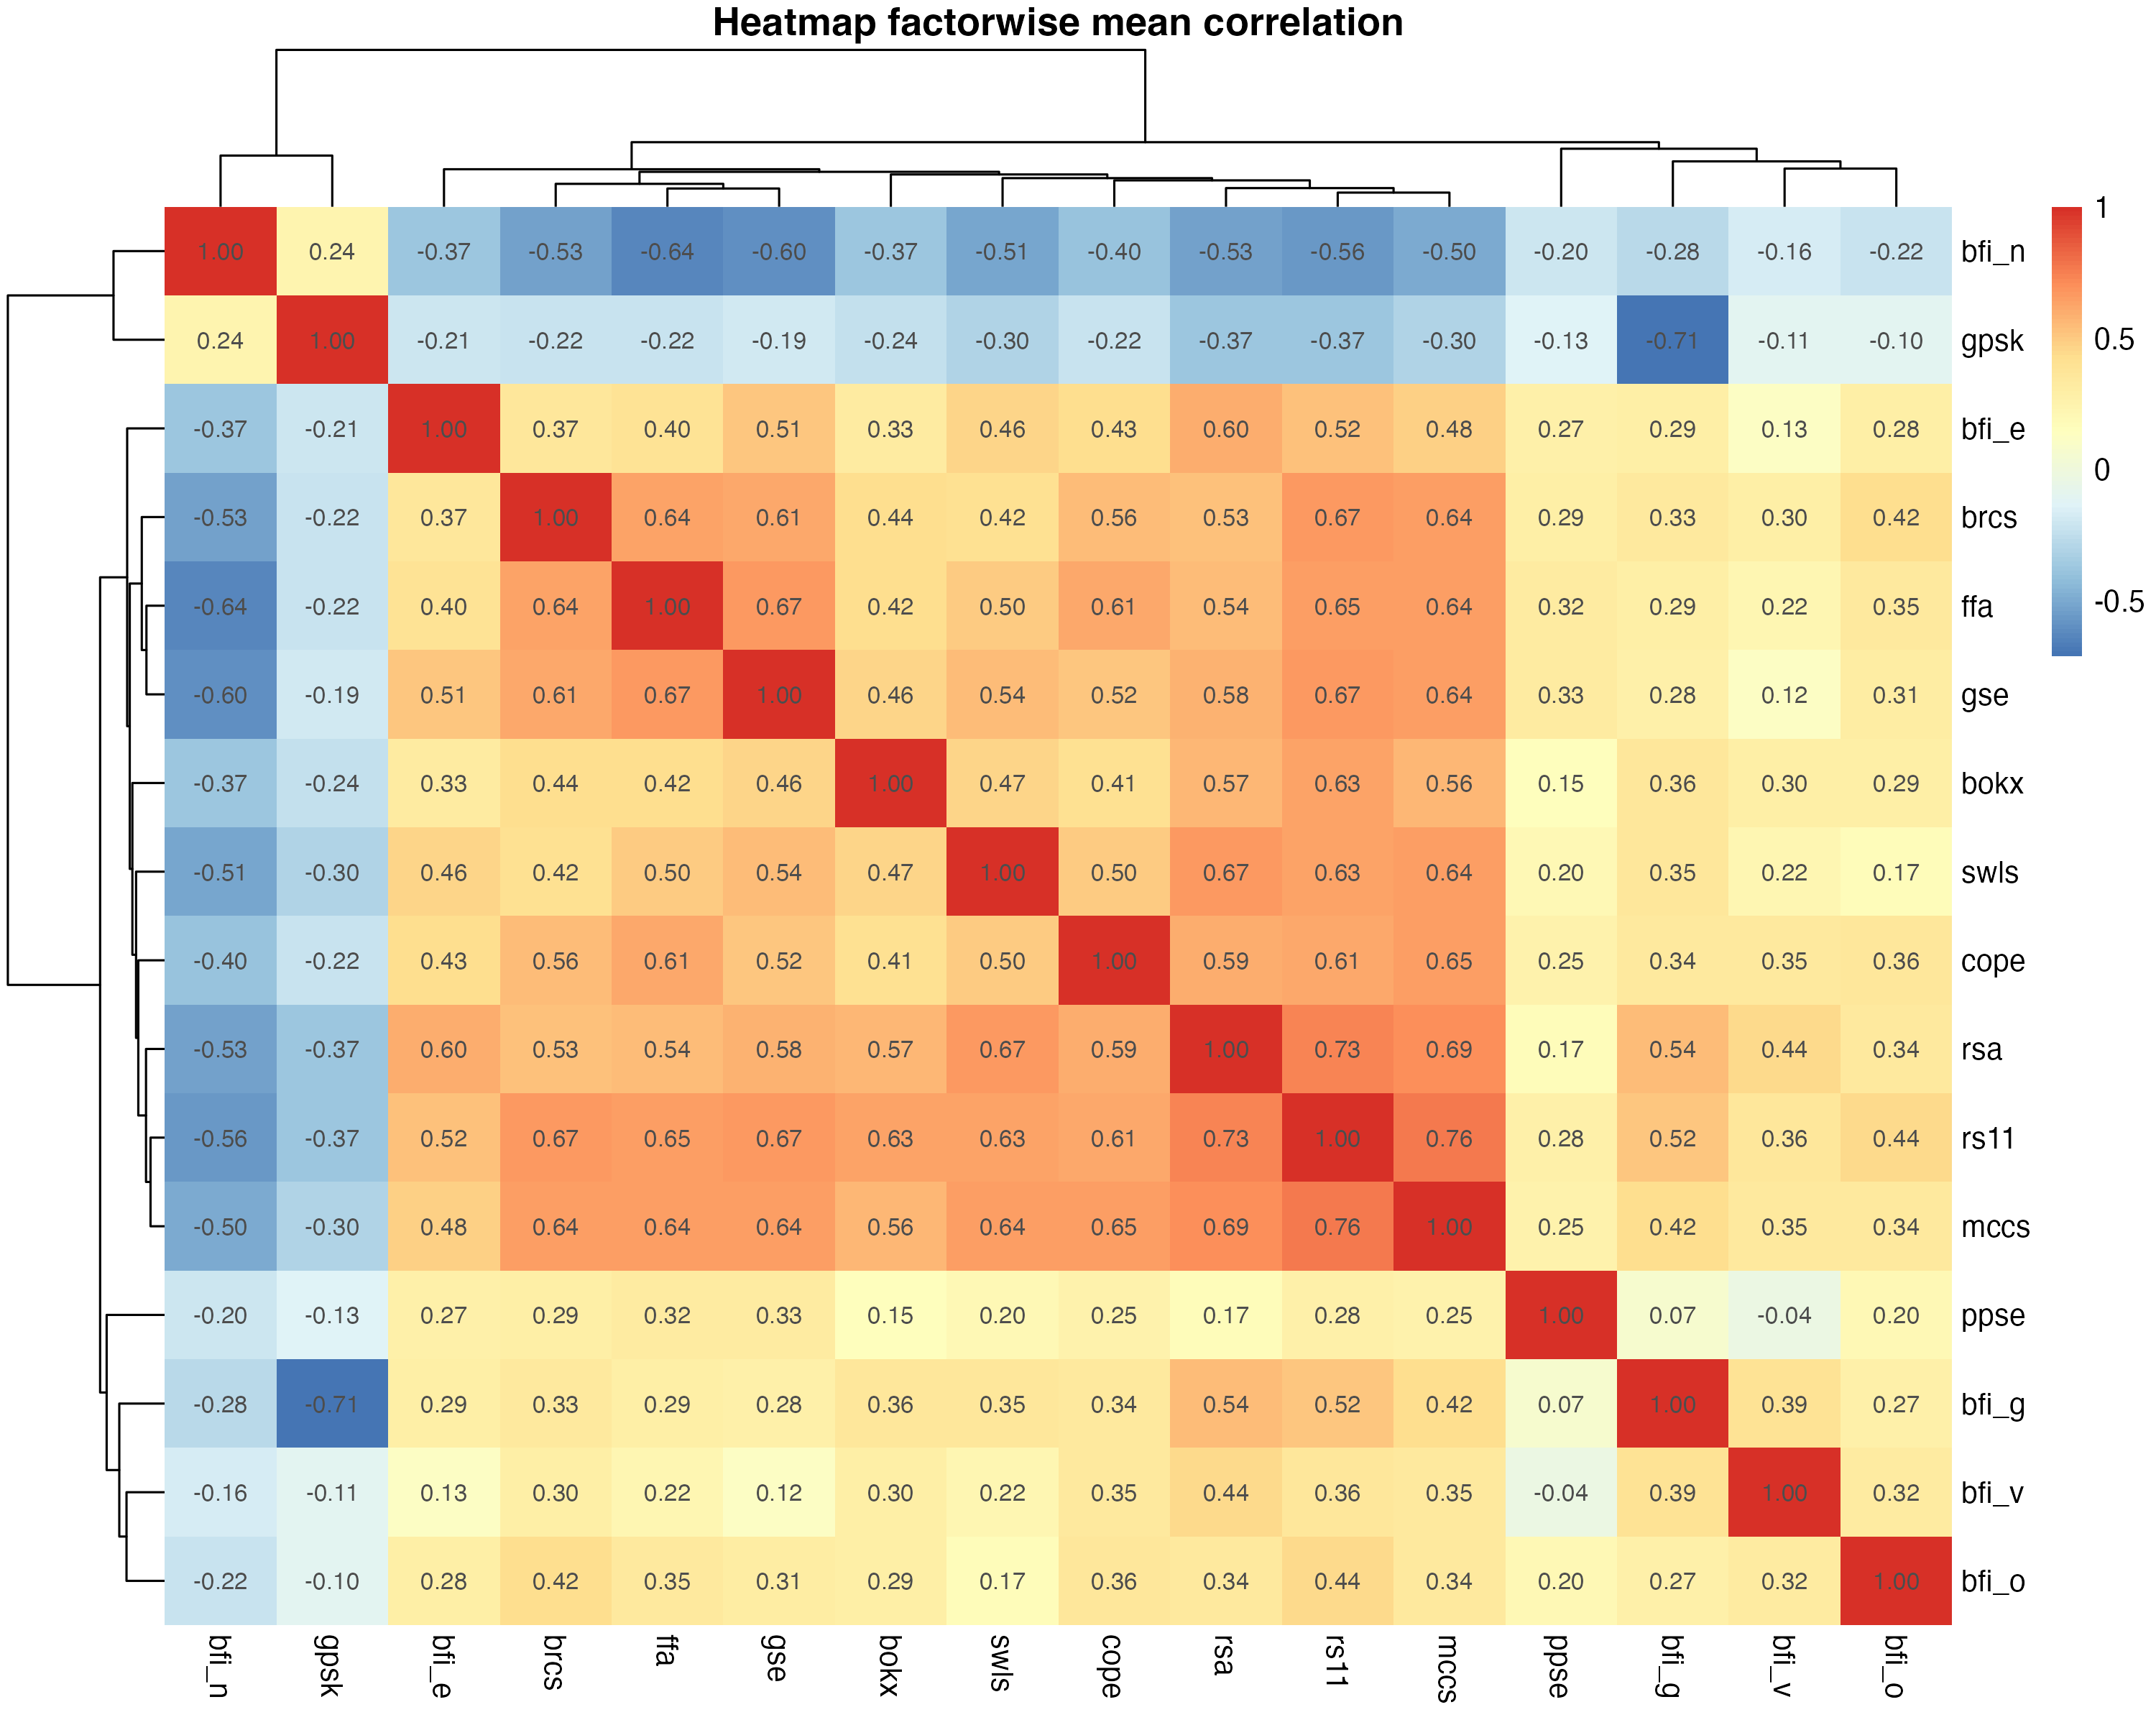 Heatmap factorwise mean correlation
1
0.5
0
-0.5
1.00 0.24 -0.37 -0.53 -0.64 -0.60 -0.37 -0.51 -0.40 -0.53 -0.56 -0.50 -0.20 -0.28 -0.16 -0.22 bfi_n
0.24 1.00 -0.21 -0.22 -0.22 -0.19 -0.24 -0.30 -0.22 -0.37 -0.37 -0.30 -0.13 -0.71 -0.11 -0.10 gpsk
-0.37 -0.21 1.00 0.37 0.40 0.51 0.33 0.46 0.43 0.60 0.52 0.48 0.27 0.29 0.13 0.28 bfi_e
-0.53 -0.22 0.37 1.00 0.64 0.61 0.44 0.42 0.56 0.53 0.67 0.64 0.29 0.33 0.30 0.42 brcs
-0.64 -0.22 0.40 0.64 1.00 0.67 0.42 0.50 0.61 0.54 0.65 0.64 0.32 0.29 0.22 0.35 ffa
-0.60 -0.19 0.51 0.61 0.67 1.00 0.46 0.54 0.52 0.58 0.67 0.64 0.33 0.28 0.12 0.31 gse
-0.37 -0.24 0.33 0.44 0.42 0.46 1.00 0.47 0.41 0.57 0.63 0.56 0.15 0.36 0.30 0.29 bokx
-0.51 -0.30 0.46 0.42 0.50 0.54 0.47 1.00 0.50 0.67 0.63 0.64 0.20 0.35 0.22 0.17 swls
-0.40 -0.22 0.43 0.56 0.61 0.52 0.41 0.50 1.00 0.59 0.61 0.65 0.25 0.34 0.35 0.36 cope
-0.53 -0.37 0.60 0.53 0.54 0.58 0.57 0.67 0.59 1.00 0.73 0.69 0.17 0.54 0.44 0.34 rsa
-0.56 -0.37 0.52 0.67 0.65 0.67 0.63 0.63 0.61 0.73 1.00 0.76 0.28 0.52 0.36 0.44 rs11
-0.50 -0.30 0.48 0.64 0.64 0.64 0.56 0.64 0.65 0.69 0.76 1.00 0.25 0.42 0.35 0.34 mccs
-0.20 -0.13 0.27 0.29 0.32 0.33 0.15 0.20 0.25 0.17 0.28 0.25 1.00 0.07 -0.04 0.20 ppse
-0.28 -0.71 0.29 0.33 0.29 0.28 0.36 0.35 0.34 0.54 0.52 0.42 0.07 1.00 0.39 0.27 bfi_g
-0.16 -0.11 0.13 0.30 0.22 0.12 0.30 0.22 0.35 0.44 0.36 0.35 -0.04 0.39 1.00 0.32 bfi_v
-0.22 -0.10 0.28 0.42 0.35 0.31 0.29 0.17 0.36 0.34 0.44 0.34 0.20 0.27 0.32 1.00 bfi_o
bfi_n gpsk bfi_e brcs ffa gse bokx swls cope rsa rs11 mccs ppse bfi_g bfi_v bfi_o